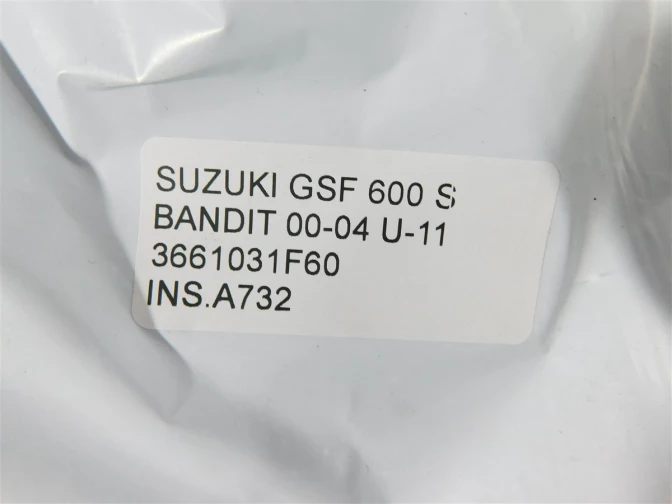 SUZUKI GSF 600 S
BANDIT 00-04 U-11
3661031F60
INS.A732